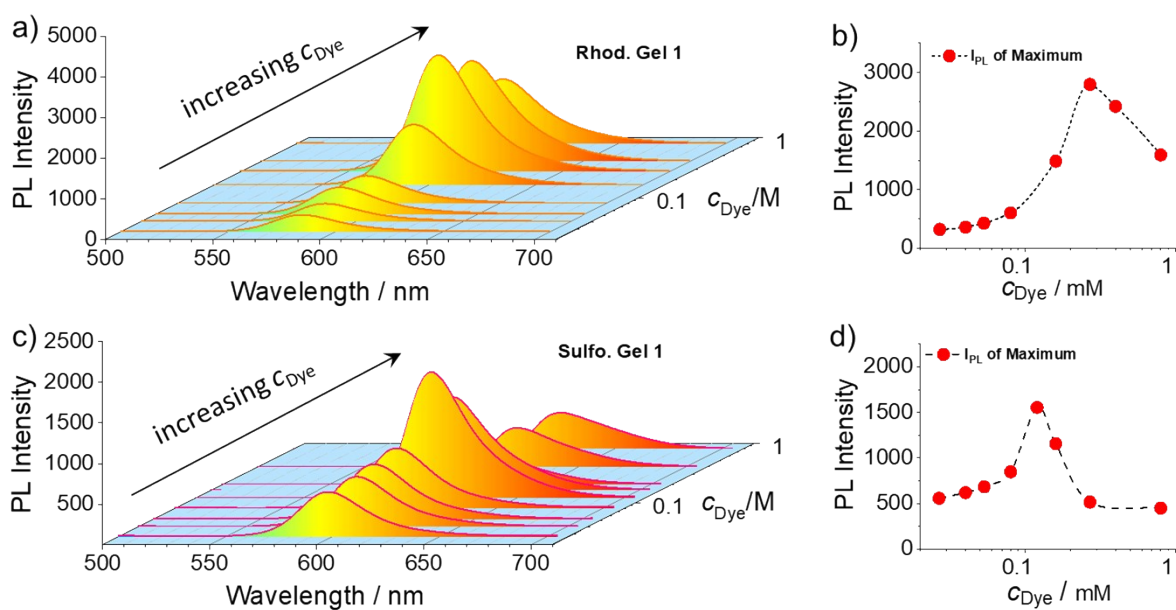 a)
5000
4000
3000
2000
1000
0
PL Intensity
increasing cDye
Rhod. Gel 1
1
0.1
cDye/M
500
550
600
650
700
Wavelength / nm
b)
IPL of Maximum
3000
2000
1000
0
PL Intensity
0.1
1
cDye / mM
c)
2500
2000
1500
1000
500
PL Intensity
increasing cDye
Sulfo. Gel 1
1
0.1
cDye/M
500
550
600
650
700
Wavelength / nm
d)
IPL of Maximum
2000
1500
1000
500
0
PL Intensity
0.1
1
cDye / mM